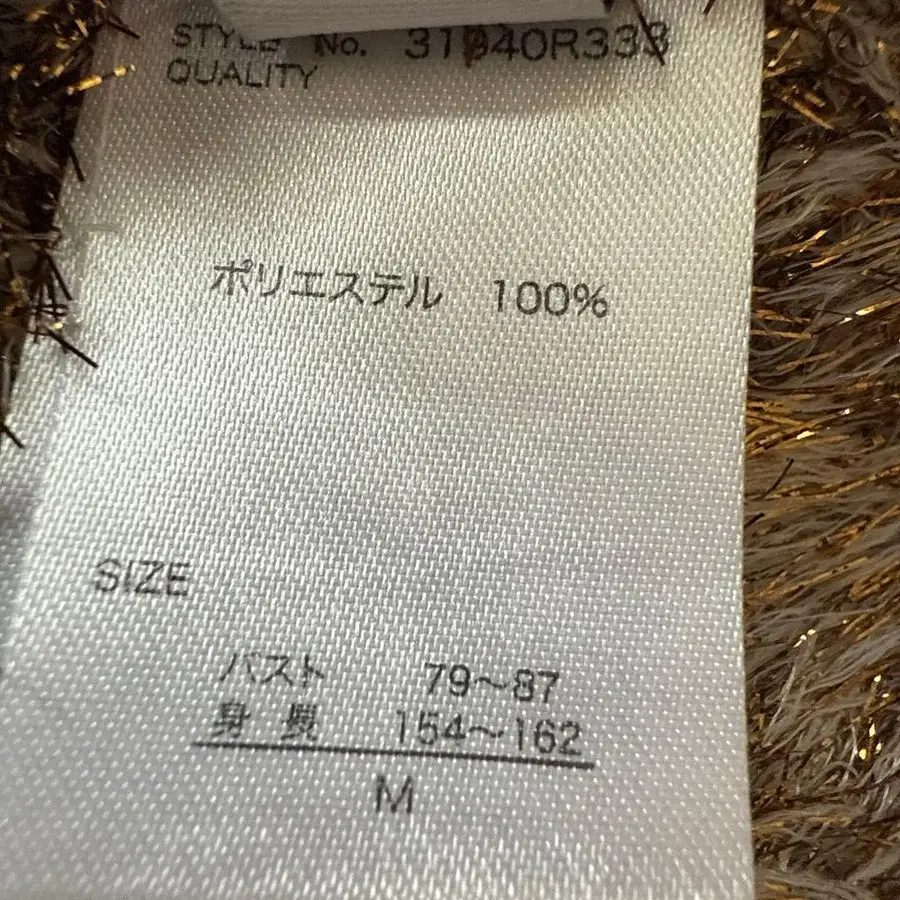 STYLE No. 31940R333
QUALITY
ポリエステル 100%
SIZE
バスト 79〜87
身 長 154〜162
M